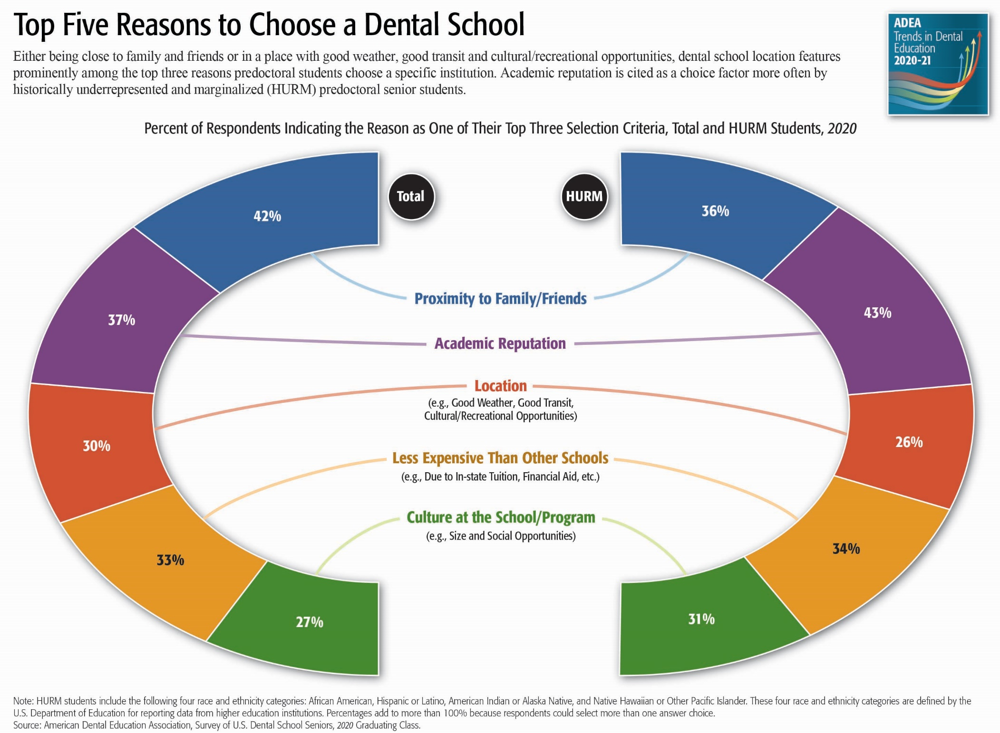 Top Five Reasons to Choose a Dental School
ADEA
Trends in Dental
Education
2020-21
Either being close to family and friends or in a place with good weather, good transit and cultural/recreational opportunities, dental school location features
prominently among the top three reasons predoctoral students choose a specific institution. Academic reputation is cited as a choice factor more often by
historically underrepresented and marginalized (HURM) predoctoral senior students.
Percent of Respondents Indicating the Reason as One of Their Top Three Selection Criteria, Total and HURM Students, 2020
Total
HURM
42%
36%
Proximity to Family/Friends
37%
43%
Academic Reputation
Location
(e.g., Good Weather, Good Transit,
Cultural/Recreational Opportunities)
30%
26%
Less Expensive Than Other Schools
(e.g., Due to In-state Tuition, Financial Aid, etc.)
33%
34%
Culture at the School/Program
(e.g., Size and Social Opportunities)
27%
31%
Note: HURM students include the following four race and ethnicity categories: African American, Hispanic or Latino, American Indian or Alaska Native, and Native Hawaiian or Other Pacific Islander. These four race and ethnicity categories are defined by the
U.S. Department of Education for reporting data from higher education institutions. Percentages add to more than 100% because respondents could select more than one answer choice.
Source: American Dental Education Association, Survey of U.S. Dental School Seniors, 2020 Graduating Class.